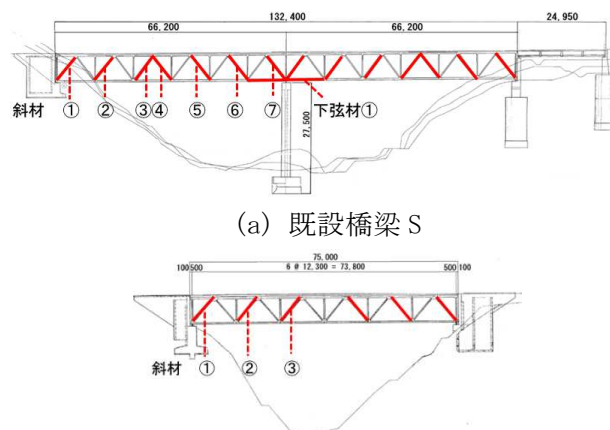 132,400
66,200
66,200
24,950
斜材 ① ② ③④ ⑤ ⑥ ⑦ 下弦材①
27,500
(a) 既設橋梁 S
75,000
100 500 6 @ 12,300 = 73,800 500 100
斜材 ① ② ③